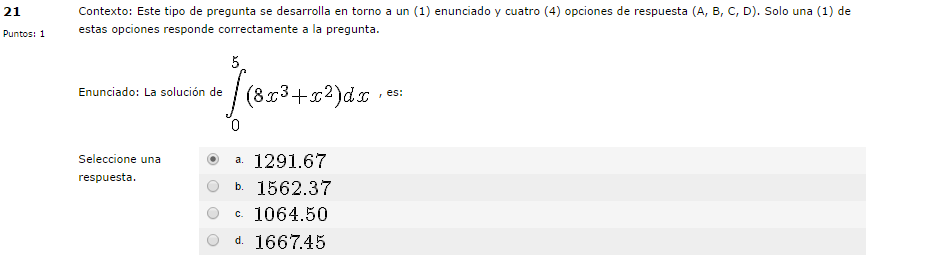 21
Puntos: 1
Contexto: Este tipo de pregunta se desarrolla en torno a un (1) enunciado y cuatro (4) opciones de respuesta (A, B, C, D). Solo una (1) de
estas opciones responde correctamente a la pregunta.
Enunciado: La solución de ∫₀⁵ (8x³+x²)dx , es:
Seleccione una
respuesta.
a. 1291.67
b. 1562.37
c. 1064.50
d. 1667.45